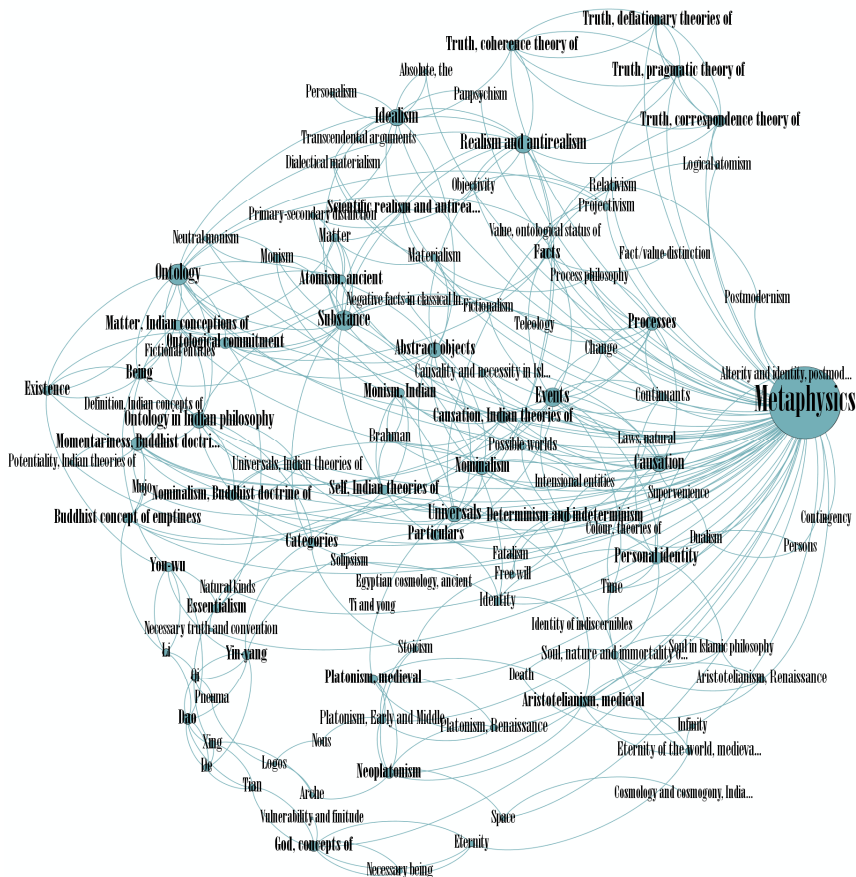 Truth, deflationary theories of
Truth, coherence theory of
Absolute, the
Truth, pragmatic theory of
Personalism
Panpsychism
Idealism
Truth, correspondence theory of
Transcendental arguments
Realism and antirealism
Dialectical materialism
Logical atomism
Objectivity
Relativism
Scientific realism and antirea...
Projectivism
Primary-secondary distinction
Value, ontological status of
Neutral monism
Matter
Monism
Materialism
Facts
Fact/value distinction
Ontology
Atomism, ancient
Process philosophy
Negative facts in classical In
Fictionalism
Postmodernism
Matter, Indian conceptions of
Substance
Teleology
Processes
Ontological commitment
Fictional entities
Abstract objects
Change
Being
Causality and necessity in Isl...
Alterity and identity, postmod...
Existence
Monism, Indian
Events
Continuants
Metaphysics
Definition, Indian concepts of
Ontology in Indian philosophy
Causation, Indian theories of
Momentariness, Buddhist doctri...
Brahman
Possible worlds
Laws, natural
Potentiality, Indian theories of
Universals, Indian theories of
Nominalism
Causation
Mujo
Nominalism, Buddhist doctrine of
Self, Indian theories of
Intensional entities
Supervenience
Buddhist concept of emptiness
Universals
Determinism and indeterminism
Contingency
Particulars
Colour, theories of
Categories
Dualism
Persons
You-wu
Solipsism
Fatalism
Personal identity
Natural kinds
Egyptian cosmology, ancient
Free will
Time
Essentialism
Ti and yong
Identity
Necessary truth and convention
Identity of indiscernibles
Li
Yin-yang
Stoicism
Soul, nature and immortality o...
Soul in Islamic philosophy
Qi
Platonism, medieval
Death
Aristotelianism, Renaissance
Pneuma
Aristotelianism, medieval
Dao
Platonism, Early and Middle
Platonism, Renaissance
Infinity
Xing
Nous
Eternity of the world, medieva...
De
Logos
Neoplatonism
Tian
Arche
Cosmology and cosmogony, India...
Vulnerability and finitude
Space
God, concepts of
Eternity
Necessary being